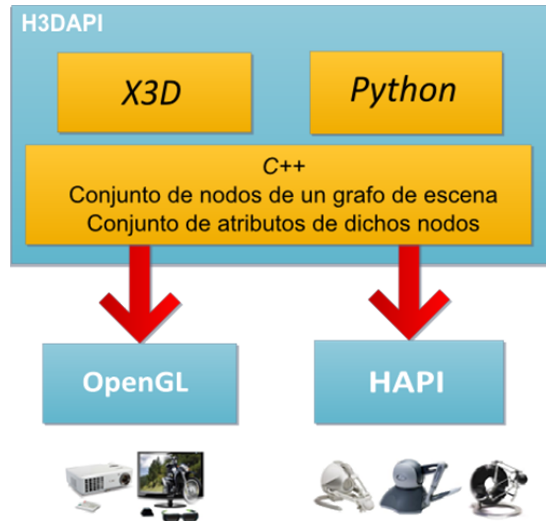 H3DAPI
X3D
Python
C++
Conjunto de nodos de un grafo de escena
Conjunto de atributos de dichos nodos
OpenGL
HAPI